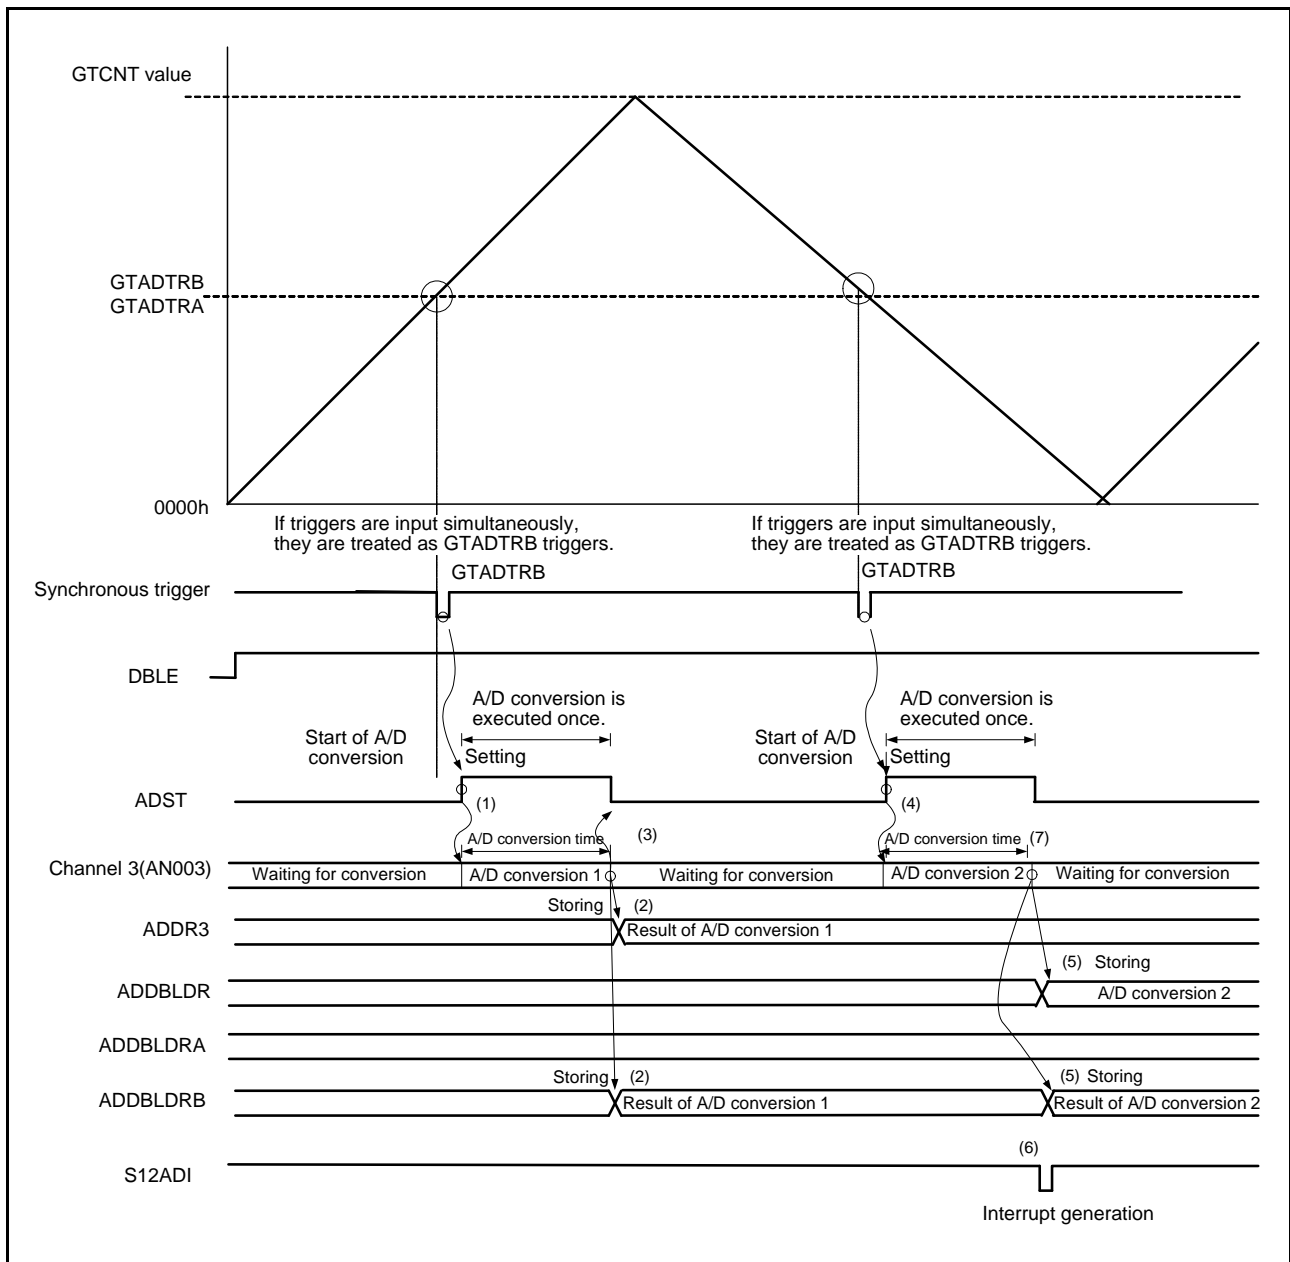 GTCNT value
GTADTRB
GTADTRA
0000h
If triggers are input simultaneously,
they are treated as GTADTRB triggers.
If triggers are input simultaneously,
they are treated as GTADTRB triggers.
GTADTRB
GTADTRB
Synchronous trigger
DBLE
A/D conversion is
executed once.
A/D conversion is
executed once.
Start of A/D
conversion
Setting
Start of A/D
conversion
Setting
ADST
(1)
(4)
A/D conversion time
(3)
A/D conversion time
(7)
Channel 3(AN003)
Waiting for conversion
A/D conversion 1
Waiting for conversion
A/D conversion 2
Waiting for conversion
Storing
(2)
ADDR3
Result of A/D conversion 1
(5) Storing
ADDBLDR
A/D conversion 2
ADDBLDRA
Storing
(2)
(5) Storing
ADDBLDRB
Result of A/D conversion 1
Result of A/D conversion 2
(6)
S12ADI
Interrupt generation